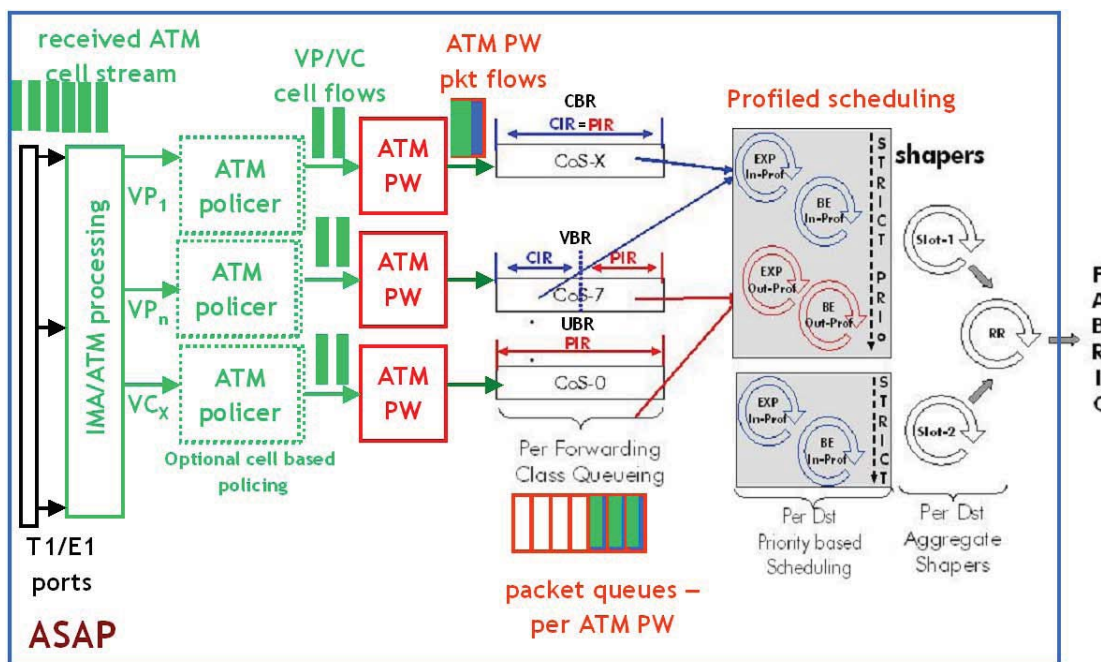 received ATM
cell stream
VP/VC
cell flows
ATM PW
pkt flows
Profiled scheduling
shapers
IMA/ATM processing
VP1
VPn
VCX
ATM
policer
ATM
policer
ATM
policer
Optional cell based
policing
ATM
PW
ATM
PW
ATM
PW
CBR
CIR=PIR
CoS-X
VBR
CIR
PIR
CoS-7
UBR
PIR
CoS-0
Per Forwarding
Class Queueing
packet queues –
per ATM PW
EXP
In-Prof
BE
In-Prof
EXP
Out-Prof
BE
Out-Prof
STRICT PRIO
EXP
In-Prof
BE
In-Prof
STRICT
Per Dst
Priority based
Scheduling
Slot-1
Slot-2
RR
Per Dst
Aggregate
Shapers
T1/E1
ports
ASAP